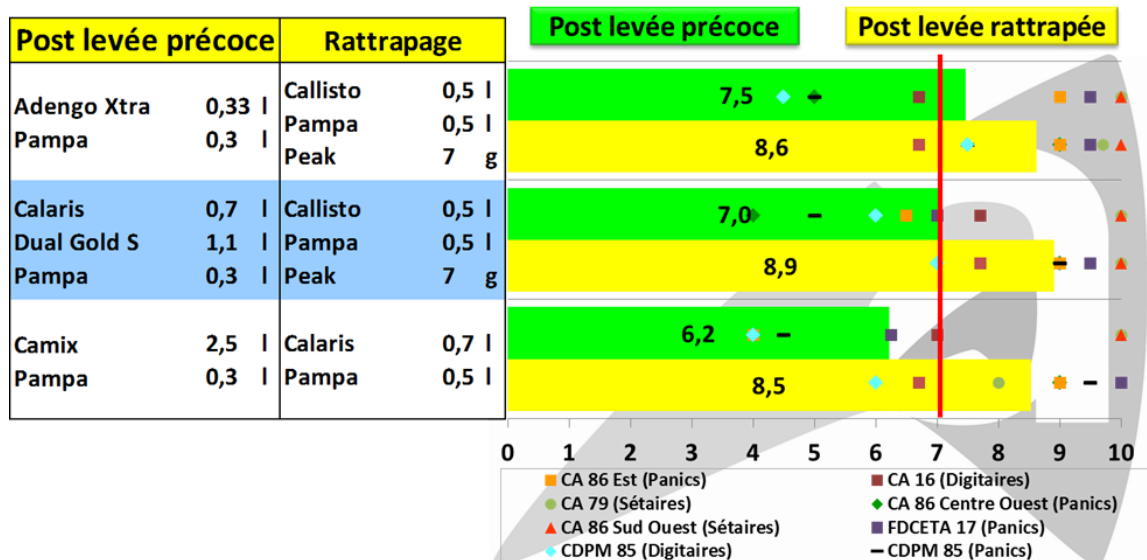 Post levée précoce Rattrapage
Post levée précoce Post levée rattrapée
Adengo Xtra 0,33 l
Pampa 0,3 l
Callisto 0,5 l
Pampa 0,5 l
Peak 7 g
7,5
8,6
Calaris 0,7 l
Dual Gold S 1,1 l
Pampa 0,3 l
Callisto 0,5 l
Pampa 0,5 l
Peak 7 g
7,0
8,9
Camix 2,5 l
Pampa 0,3 l
Calaris 0,7 l
Pampa 0,5 l
6,2
8,5
0 1 2 3 4 5 6 7 8 9 10
CA 86 Est (Panics) CA 16 (Digitaires)
CA 79 (Sétaires) CA 86 Centre Ouest (Panics)
CA 86 Sud Ouest (Sétaires) FDCETA 17 (Panics)
CDPM 85 (Digitaires) CDPM 85 (Panics)